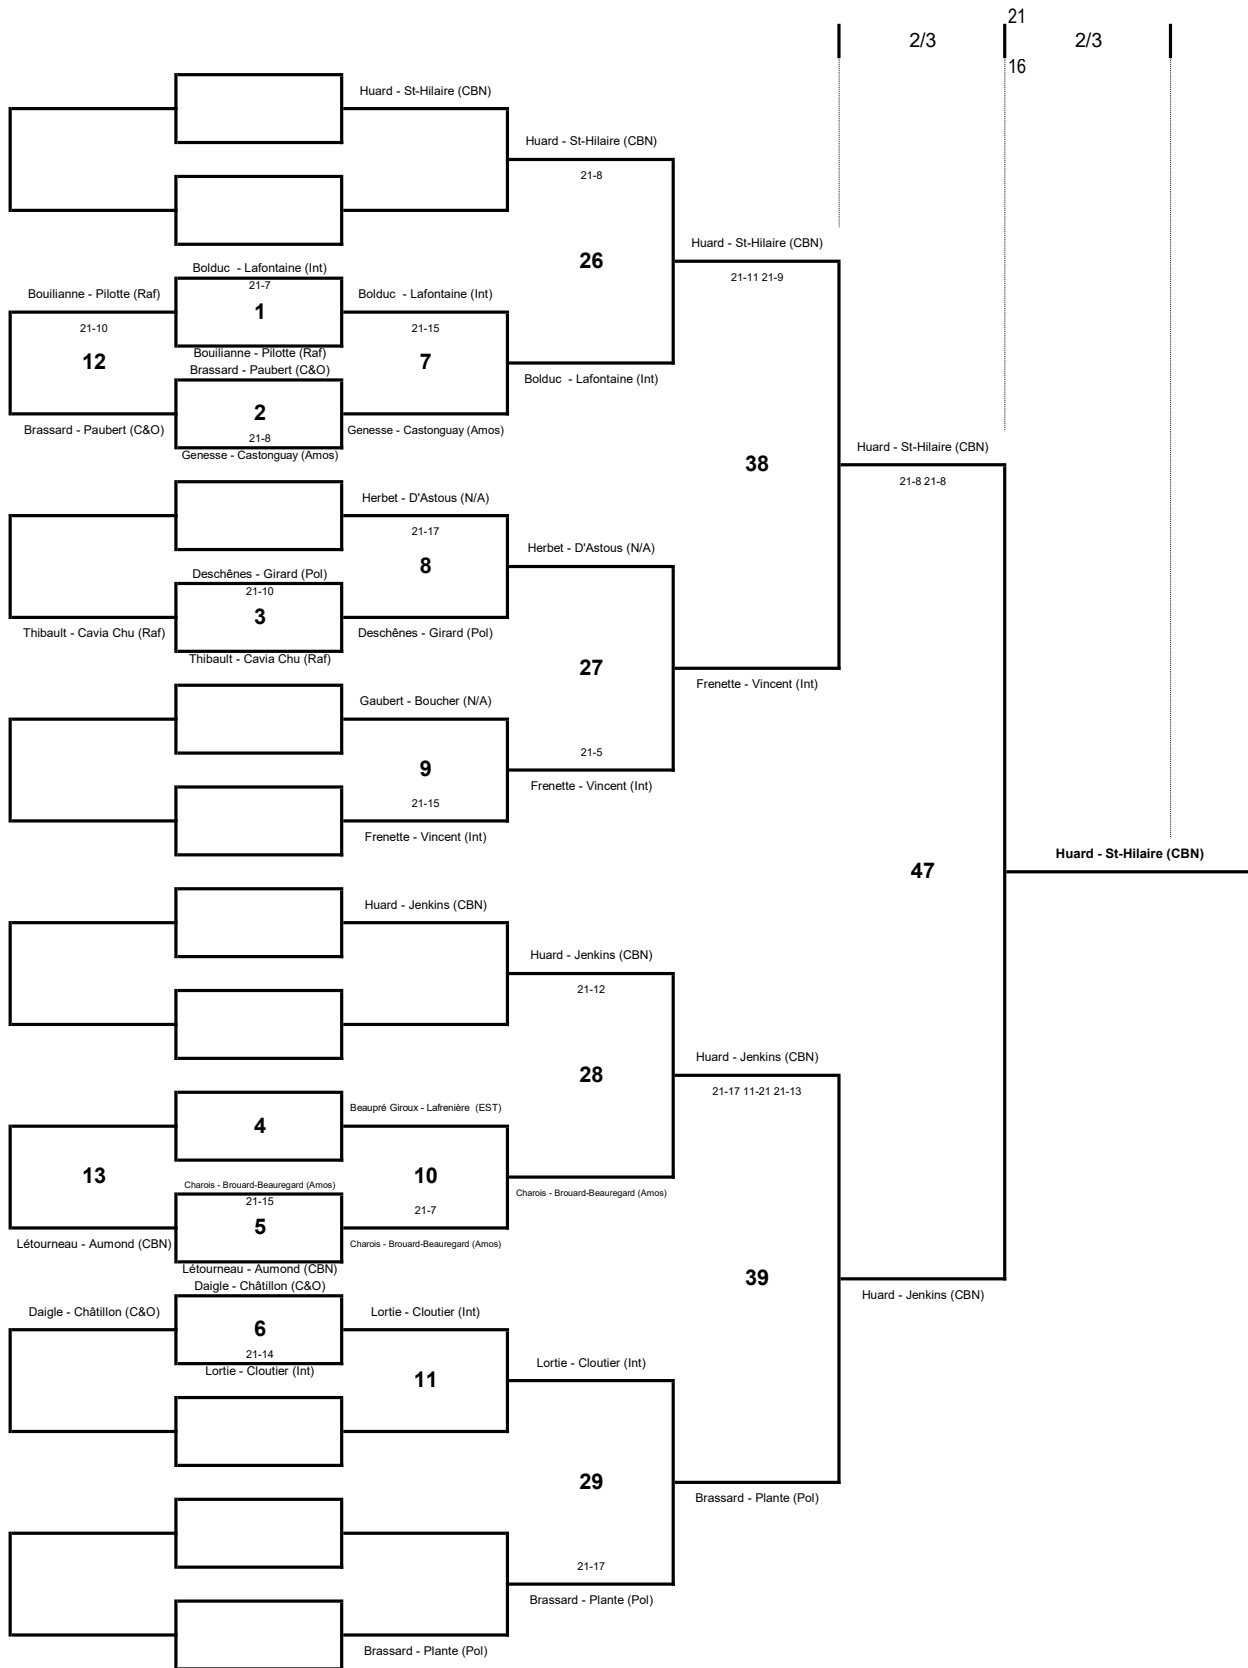 21
2/3
2/3
16
Huard - St-Hilaire (CBN)
Huard - St-Hilaire (CBN)
21-8
Huard - St-Hilaire (CBN)
26
Bolduc - Lafontaine (Int)
21-11 21-9
21-7
Bouilianne - Pilotte (Raf)
Bolduc - Lafontaine (Int)
1
21-10
21-15
Bouilianne - Pilotte (Raf)
12
7
Brassard - Paubert (C&O)
Bolduc - Lafontaine (Int)
2
Brassard - Paubert (C&O)
Genesse - Castonguay (Amos)
21-8
Genesse - Castonguay (Amos)
Huard - St-Hilaire (CBN)
38
21-8 21-8
Herbet - D'Astous (N/A)
21-17
Herbet - D'Astous (N/A)
8
Deschênes - Girard (Pol)
21-10
3
Thibault - Cavia Chu (Raf)
Deschênes - Girard (Pol)
Thibault - Cavia Chu (Raf)
27
Frenette - Vincent (Int)
Gaubert - Boucher (N/A)
21-5
9
Frenette - Vincent (Int)
21-15
Frenette - Vincent (Int)
Huard - St-Hilaire (CBN)
47
Huard - Jenkins (CBN)
Huard - Jenkins (CBN)
21-12
Huard - Jenkins (CBN)
28
21-17 11-21 21-13
Beaupré Giroux - Lafrenière (EST)
4
13
10
Charois - Brouard-Beauregard (Amos)
Charois - Brouard-Beauregard (Amos)
21-15
21-7
5
Létourneau - Aumond (CBN)
Charois - Brouard-Beauregard (Amos)
Létourneau - Aumond (CBN)
39
Daigle - Châtillon (C&O)
Huard - Jenkins (CBN)
Daigle - Châtillon (C&O)
Lortie - Cloutier (Int)
6
21-14
Lortie - Cloutier (Int)
Lortie - Cloutier (Int)
11
29
Brassard - Plante (Pol)
21-17
Brassard - Plante (Pol)
Brassard - Plante (Pol)